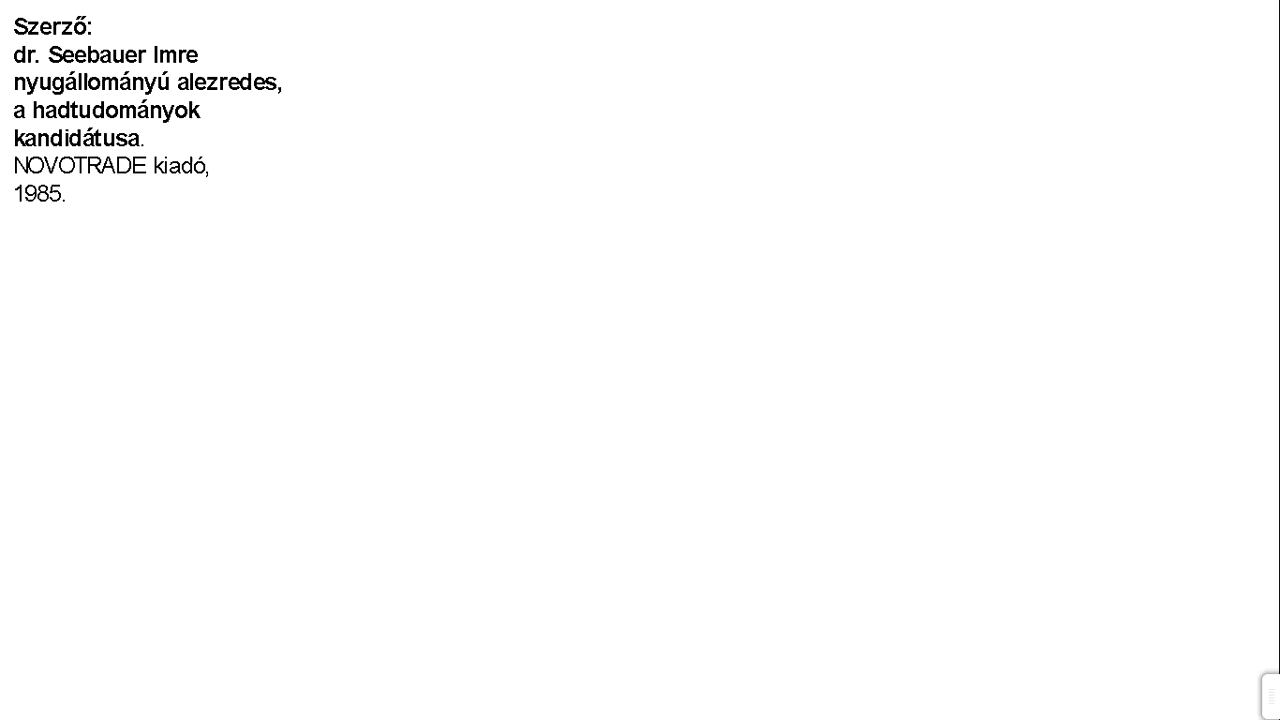 Szerző:
dr. Seebauer Imre
nyugállományú alezredes,
a hadtudományok
kandidátusa.
NOVOTRADE kiadó,
1985.